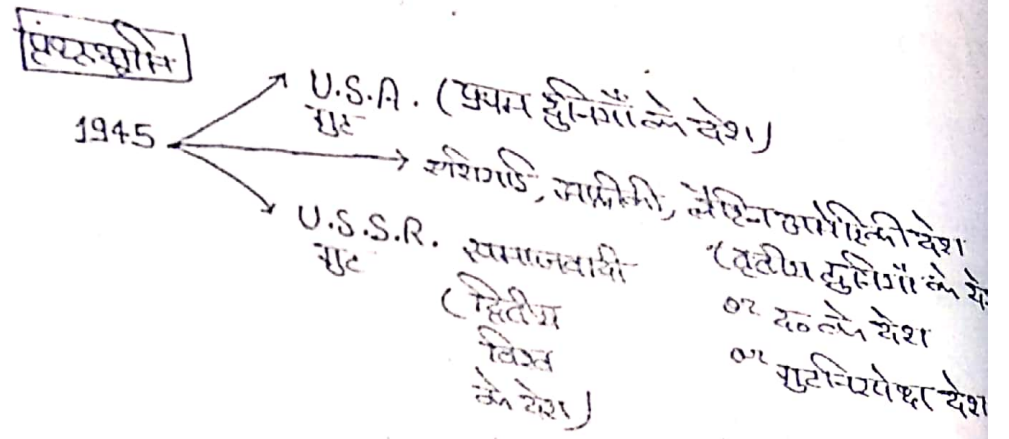 पृष्ठभूमि
1945
U.S.A. (प्रथम दुनियाँ के देश)
गुट
एशियाई, अफ्रीकी, लैटिन अमेरिकी देश
(तृतीय दुनियाँ के दे
or द० के देश
or गुटनिरपेक्ष देश
U.S.S.R. समाजवादी
गुट
(द्वितीय
विश्व
के देश)